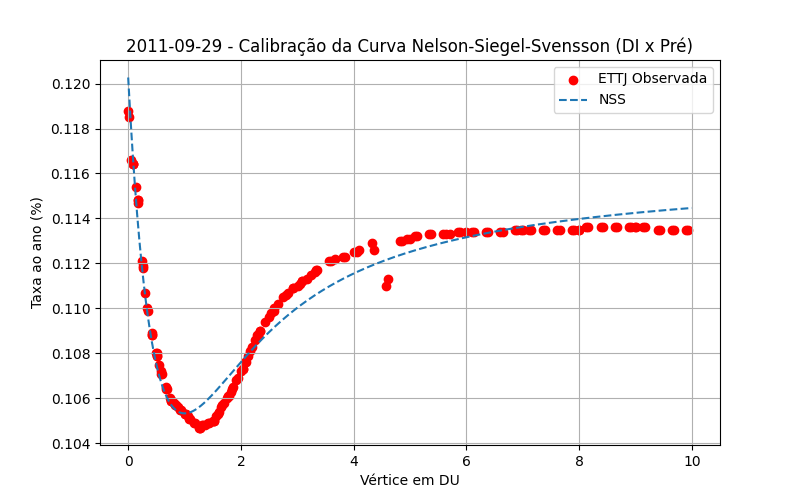 2011-09-29 - Calibração da Curva Nelson-Siegel-Svensson (DI x Pré)
ETTJ Observada
NSS
Taxa ao ano (%)
0.120
0.118
0.116
0.114
0.112
0.110
0.108
0.106
0.104
0 2 4 6 8 10
Vértice em DU